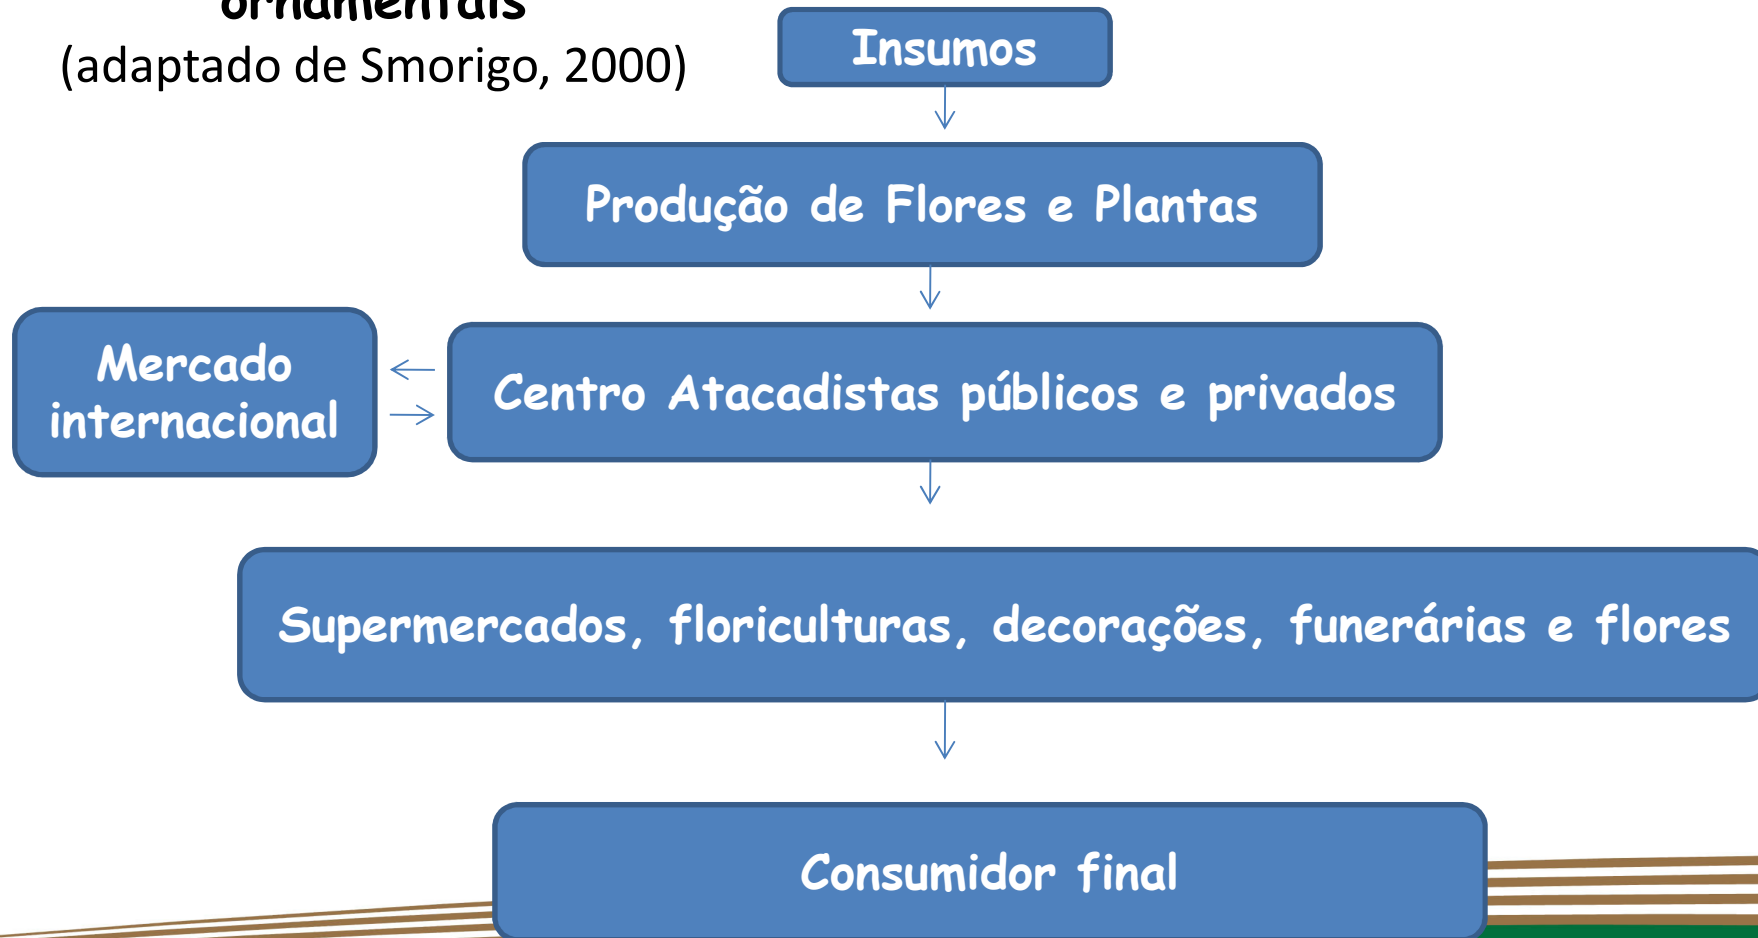 ornamentais
(adaptado de Smorigo, 2000)
Insumos
Produção de Flores e Plantas
Mercado
internacional
Centro Atacadistas públicos e privados
Supermercados, floriculturas, decorações, funerárias e flores
Consumidor final